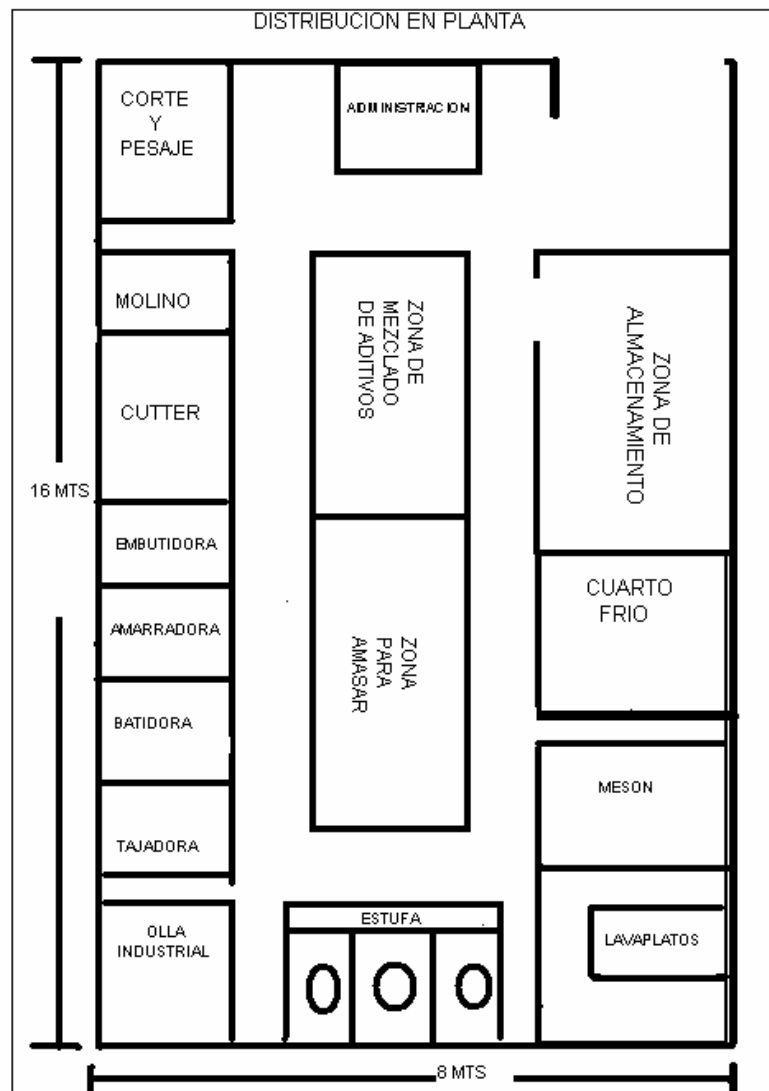 DISTRIBUCION EN PLANTA
CORTE
Y
PESAJE
ADMINISTRACION
MOLINO
CUTTER
EMBUTIDORA
AMARRADORA
BATIDORA
TAJADORA
OLLA
INDUSTRIAL
ZONA DE
MEZCLADO
DE ADITIVOS
ZONA
PARA
AMASAR
ESTUFA
ZONA DE
ALMACENAMIENTO
CUARTO
FRIO
MESON
LAVAPLATOS
16 MTS
8 MTS